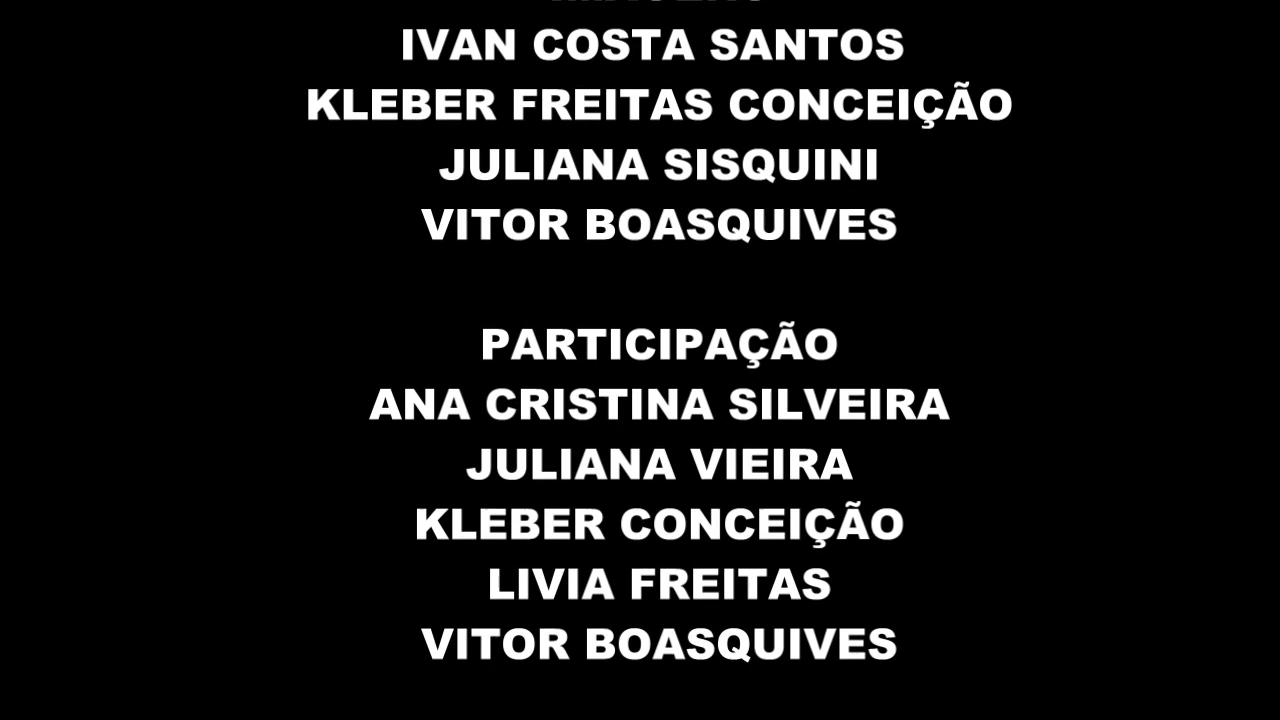 IVAN COSTA SANTOS
KLEBER FREITAS CONCEIÇÃO
JULIANA SISQUINI
VITOR BOASQUIVES
PARTICIPAÇÃO
ANA CRISTINA SILVEIRA
JULIANA VIEIRA
KLEBER CONCEIÇÃO
LIVIA FREITAS
VITOR BOASQUIVES